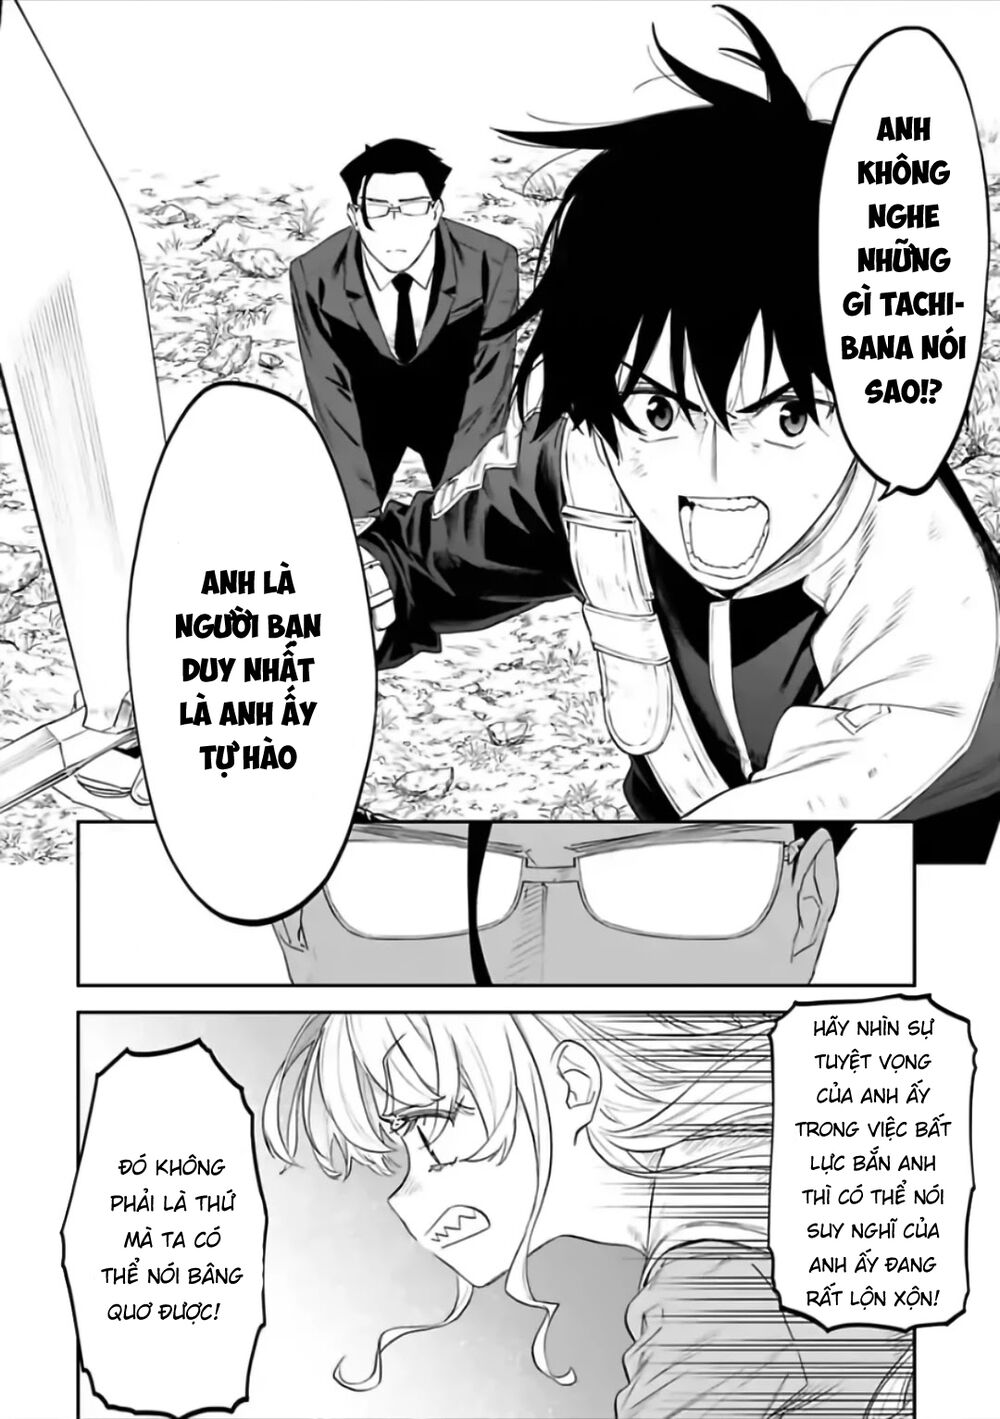 ANH
KHÔNG
NGHE
NHỮNG
GÌ TACHI-
BANA NÓI
SAO!?
ANH LÀ
NGƯỜI BẠN
DUY NHẤT
LÀ ANH ẤY
TỰ HÀO
HÃY NHÌN SỰ
TUYỆT VỌNG
CỦA ANH ẤY
TRONG VIỆC BẤT
LỰC BẮN ANH
THÌ CÓ THỂ NÓI
SUY NGHĨ CỦA
ANH ẤY ĐANG
RẤT LỘN XỘN!
ĐÓ KHÔNG
PHẢI LÀ THỨ
MÀ TA CÓ
THỂ NÓI BÂNG
QUƠ ĐƯỢC!